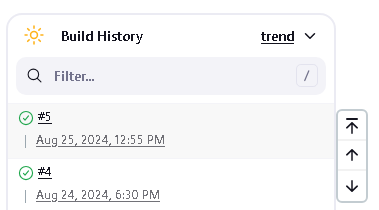 Build History trend
Filter... /
#5
Aug 25, 2024, 12:55 PM
#4
Aug 24, 2024, 6:30 PM